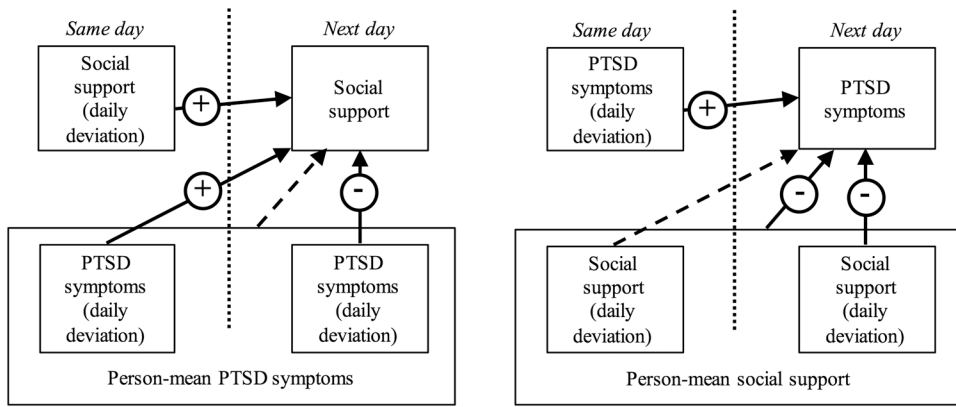 Same day
Next day
Social
support
(daily
deviation)
+
Social
support
+
-
PTSD
symptoms
(daily
deviation)
PTSD
symptoms
(daily
deviation)
Person-mean PTSD symptoms
Same day
Next day
PTSD
symptoms
(daily
deviation)
+
PTSD
symptoms
-
-
Social
support
(daily
deviation)
Social
support
(daily
deviation)
Person-mean social support